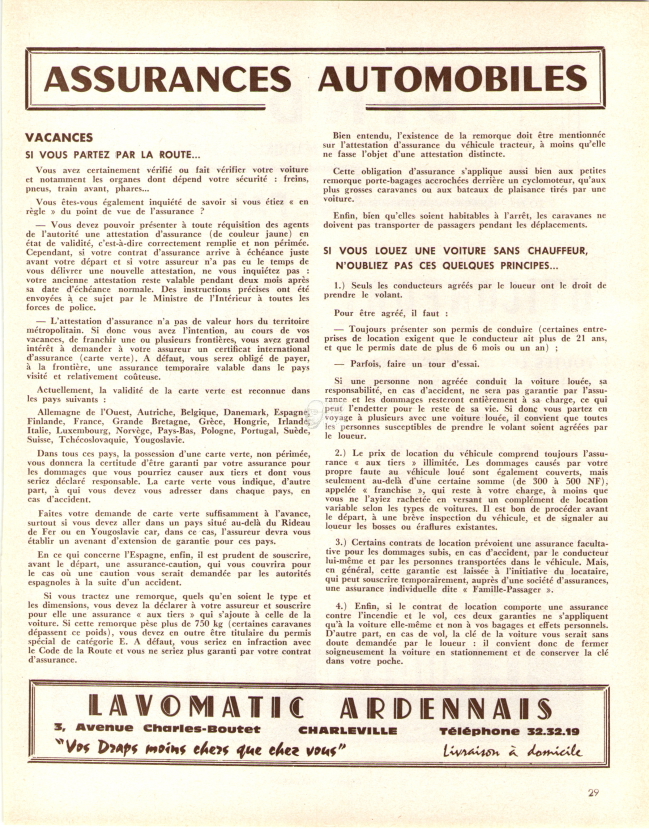 ASSURANCES AUTOMOBILES
VACANCES
SI VOUS PARTEZ PAR LA ROUTE...
Vous avez certainement vérifié ou fait vérifier votre voiture
et notamment les organes dont dépend votre sécurité : freins,
pneus, train avant, phares...
Vous êtes-vous également inquiété de savoir si vous étiez « en
règle » du point de vue de l'assurance ?
— Vous devez pouvoir présenter à toute réquisition des agents
de l'autorité une attestation d'assurance (de couleur jaune) en
état de validité, c'est-à-dire correctement remplie et non périmée.
Cependant, si votre contrat d'assurance arrive à échéance juste
avant votre départ et si votre assureur n'a pas eu le temps de
vous délivrer une nouvelle attestation, ne vous inquiétez pas :
votre ancienne attestation reste valable pendant deux mois après
sa date d'échéance normale. Des instructions précises ont été
envoyées à ce sujet par le Ministre de l'Intérieur à toutes les
forces de police.
— L'attestation d'assurance n'a pas de valeur hors du territoire
métropolitain. Si donc vous avez l'intention, au cours de vos
vacances, de franchir une ou plusieurs frontières, vous avez grand
intérêt à demander à votre assureur un certificat international
d'assurance (carte verte). A défaut, vous serez obligé de payer,
à la frontière, une assurance temporaire valable dans le pays
visité et relativement coûteuse.
Actuellement, la validité de la carte verte est reconnue dans
les pays suivants :
Allemagne de l'Ouest, Autriche, Belgique, Danemark, Espagne,
Finlande, France, Grande Bretagne, Grèce, Hongrie, Irlande,
Italie, Luxembourg, Norvège, Pays-Bas, Pologne, Portugal, Suède,
Suisse, Tchécoslovaquie, Yougoslavie.
Dans tous ces pays, la possession d'une carte verte, non périmée,
vous donnera la certitude d'être garanti par votre assurance pour
les dommages que vous pourriez causer aux tiers et dont vous
seriez déclaré responsable. La carte verte vous indique, d'autre
part, à qui vous devez vous adresser dans chaque pays, en
cas d'accident.
Faites votre demande de carte verte suffisamment à l'avance,
surtout si vous devez aller dans un pays situé au-delà du Rideau
de Fer ou en Yougoslavie car, dans ce cas, l'assureur devra vous
établir un avenant d'extension de garantie pour ces pays.
En ce qui concerne l'Espagne, enfin, il est prudent de souscrire,
avant le départ, une assurance-caution, qui vous couvrira pour
le cas où une caution vous serait demandée par les autorités
espagnoles à la suite d'un accident.
Si vous tractez une remorque, quels qu'en soient le type et
les dimensions, vous devez la déclarer à votre assureur et souscrire
pour elle une assurance « aux tiers » qui s'ajoute à celle de la
voiture. Si cette remorque pèse plus de 750 kg (certaines caravanes
dépassent ce poids), vous devez en outre être titulaire du permis
spécial de catégorie E. A défaut, vous seriez en infraction avec
le Code de la Route et vous ne seriez plus garanti par votre contrat
d'assurance.
Bien entendu, l'existence de la remorque doit être mentionnée
sur l'attestation d'assurance du véhicule tracteur, à moins qu'elle
ne fasse l'objet d'une attestation distincte.
Cette obligation d'assurance s'applique aussi bien aux petites
remorque porte-bagages accrochées derrière un cyclomoteur, qu'aux
plus grosses caravanes ou aux bateaux de plaisance tirés par une
voiture.
Enfin, bien qu'elles soient habitables à l'arrêt, les caravanes ne
doivent pas transporter de passagers pendant les déplacements.
SI VOUS LOUEZ UNE VOITURE SANS CHAUFFEUR,
N'OUBLIEZ PAS CES QUELQUES PRINCIPES...
1.) Seuls les conducteurs agréés par le loueur ont le droit de
prendre le volant.
Pour être agréé, il faut :
— Toujours présenter son permis de conduire (certaines entre-
prises de location exigent que le conducteur ait plus de 21 ans,
et que le permis date de plus de 6 mois ou un an) ;
— Parfois, faire un tour d'essai.
Si une personne non agréée conduit la voiture louée, sa
responsabilité, en cas d'accident, ne sera pas garantie par l'assu-
rance et les dommages resteront entièrement à sa charge, ce qui
peut l'endetter pour le reste de sa vie. Si donc vous partez en
voyage à plusieurs avec une voiture louée, il convient que toutes
les personnes susceptibles de prendre le volant soient agréées par
le loueur.
2.) Le prix de location du véhicule comprend toujours l'assu-
rance « aux tiers » illimitée. Les dommages causés par votre
propre faute au véhicule loué sont également couverts, mais
seulement au-delà d'une certaine somme (de 300 à 500 NF),
appelée « franchise », qui reste à votre charge, à moins que
vous ne l'ayiez rachetée en versant un complément de location
variable selon les types de voitures. Il est bon de procéder avant
le départ, à une brève inspection du véhicule, et de signaler au
loueur les bosses ou éraflures existantes.
3.) Certains contrats de location prévoient une assurance faculta-
tive pour les dommages subis, en cas d'accident, par le conducteur
lui-même et par les personnes transportées dans le véhicule. Mais,
en général, cette garantie est laissée à l'initiative du locataire,
qui peut souscrire temporairement, auprès d'une société d'assurances,
une assurance individuelle dite « Famille-Passager ».
4.) Enfin, si le contrat de location comporte une assurance
contre l'incendie et le vol, ces deux garanties ne s'appliquent
qu'à la voiture elle-même et non à vos bagages et effets personnels.
D'autre part, en cas de vol, la clé de la voiture vous serait sans
doute demandée par le loueur : il convient donc de fermer
soigneusement la voiture en stationnement et de conserver la clé
dans votre poche.
LAVOMATIC ARDENNAIS
3, Avenue Charles-Boutet CHARLEVILLE Téléphone 32.32.19
"Vos Draps moins chers que chez vous" Livraison à domicile
29